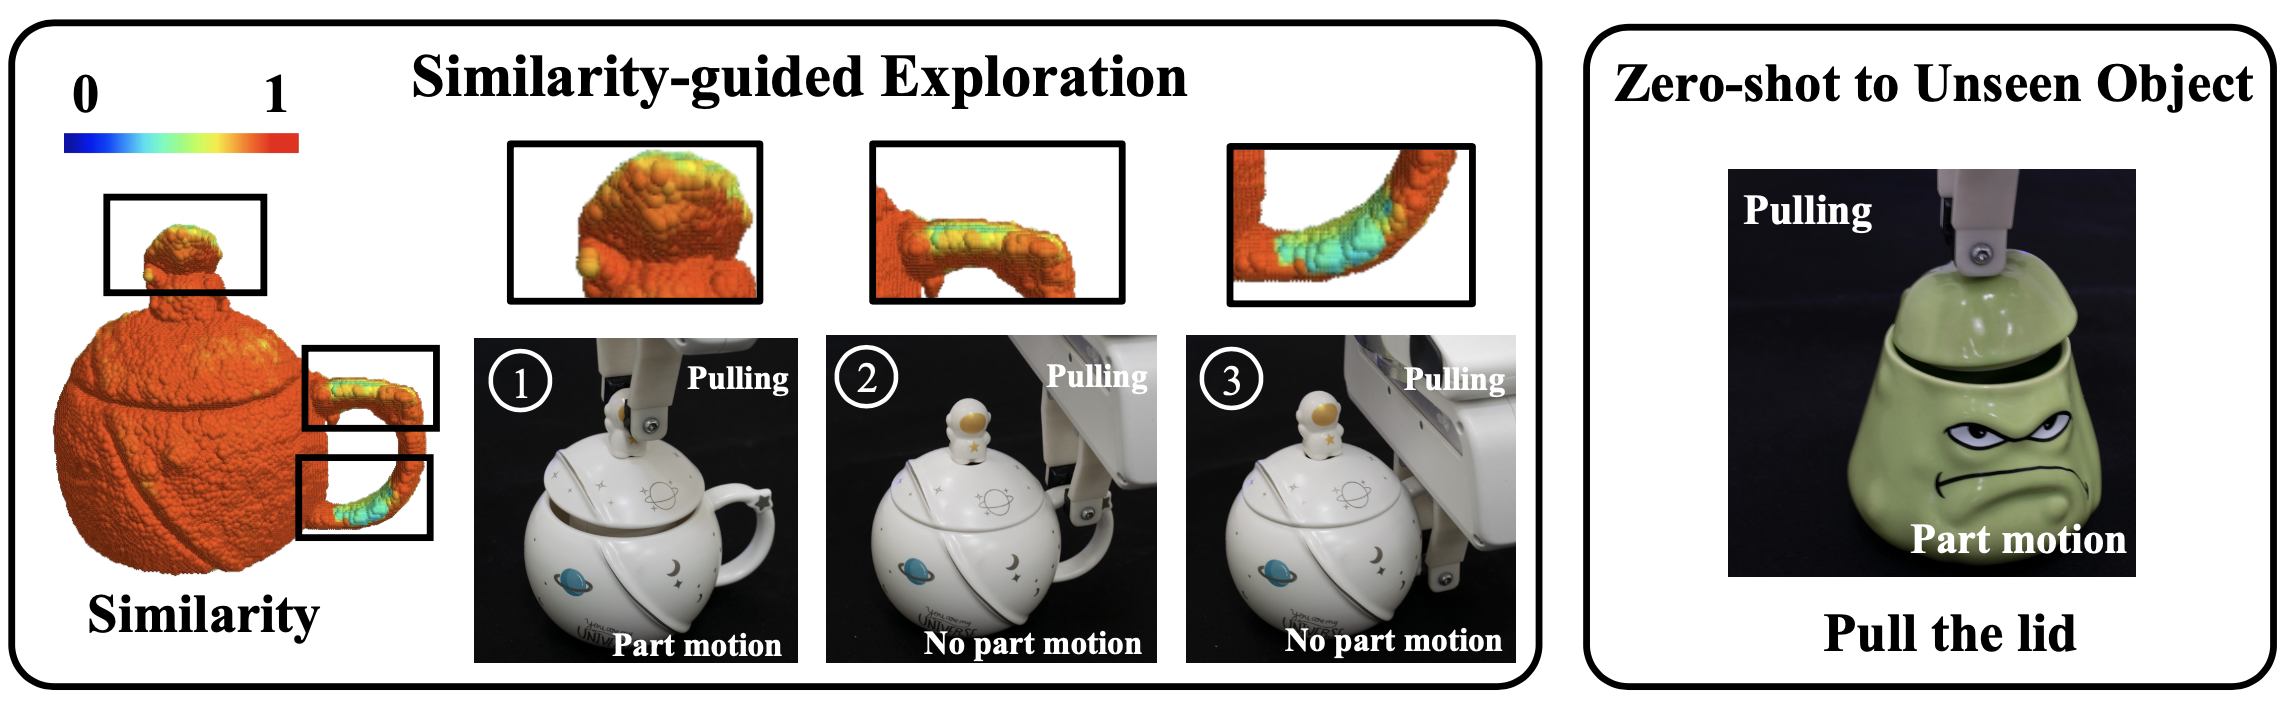 Similarity-guided Exploration
0 1
Similarity
1
Pulling
Part motion
2
Pulling
No part motion
3
Pulling
No part motion
UNIVERSE
Zero-shot to Unseen Object
Pulling
Part motion
Pull the lid